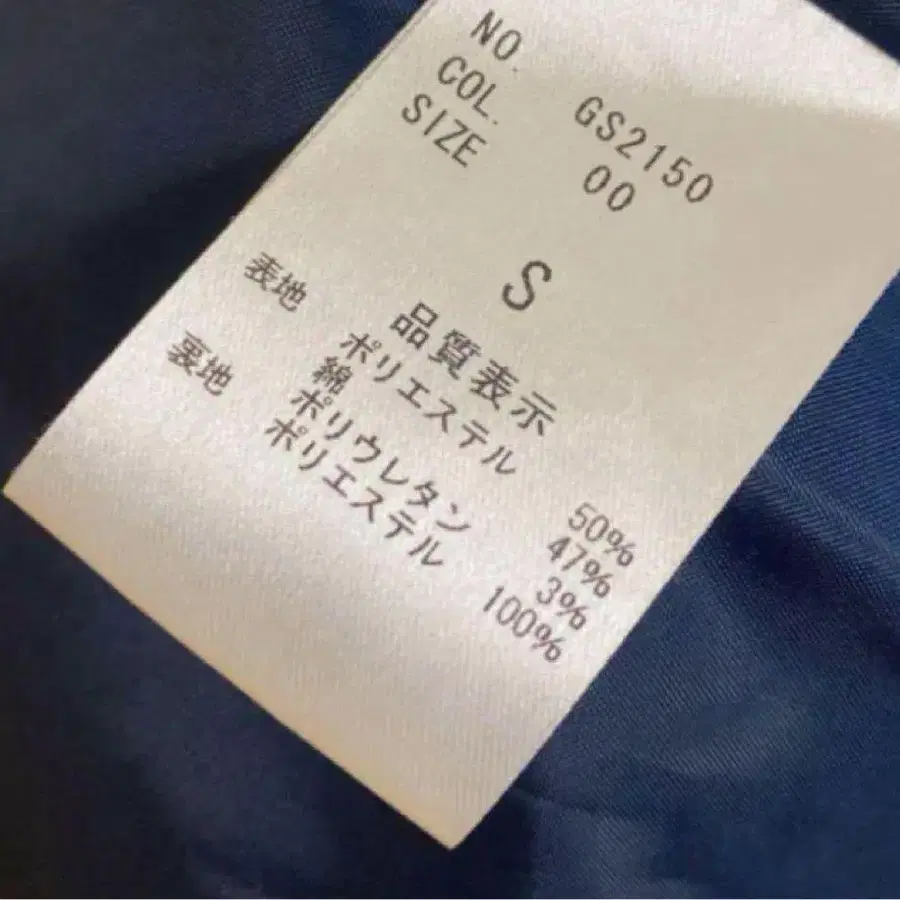 NO. GS2150
COL. 00
SIZE S
品質表示
表地 ポリエステル 50%
綿 47%
ポリウレタン 3%
裏地 ポリエステル 100%